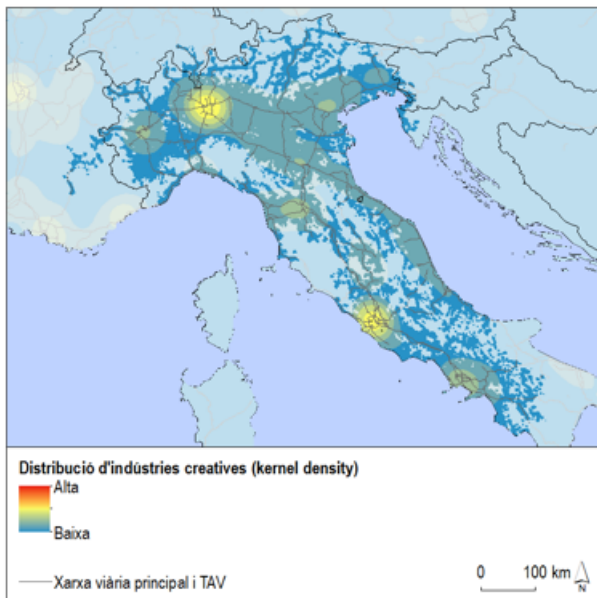 Distribució d'indústries creatives (kernel density)
Alta
Baixa
Xarxa viària principal i TAV
0 100 km
N